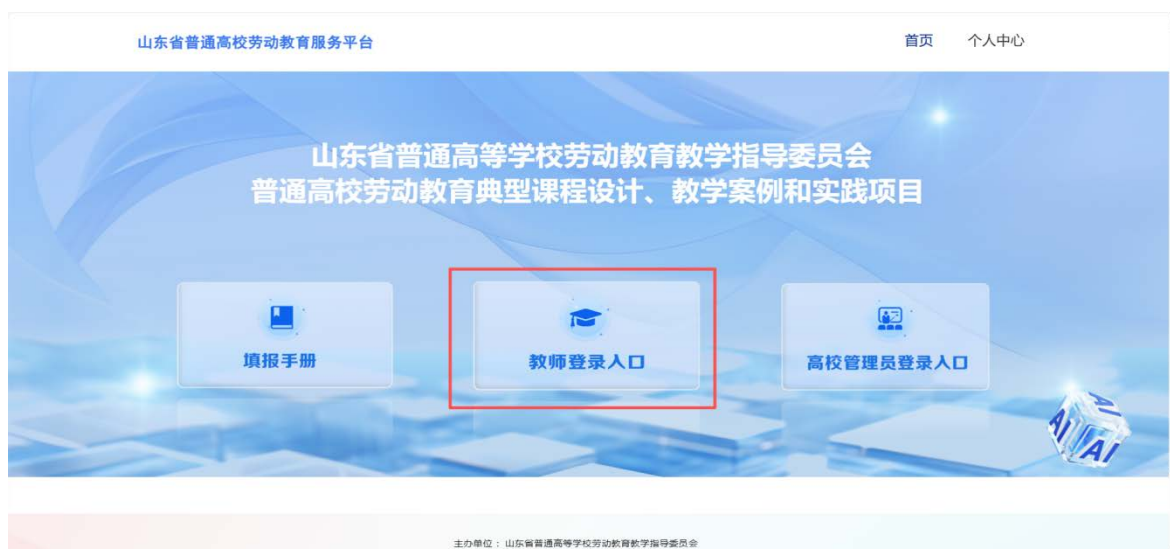 山东省普通高校劳动教育服务平台
首页 个人中心
山东省普通高等学校劳动教育教学指导委员会
普通高校劳动教育典型课程设计、教学案例和实践项目
填报手册 教师登录入口 高校管理员登录入口
AI AI AI
主办单位：山东省普通高等学校劳动教育教学指导委员会